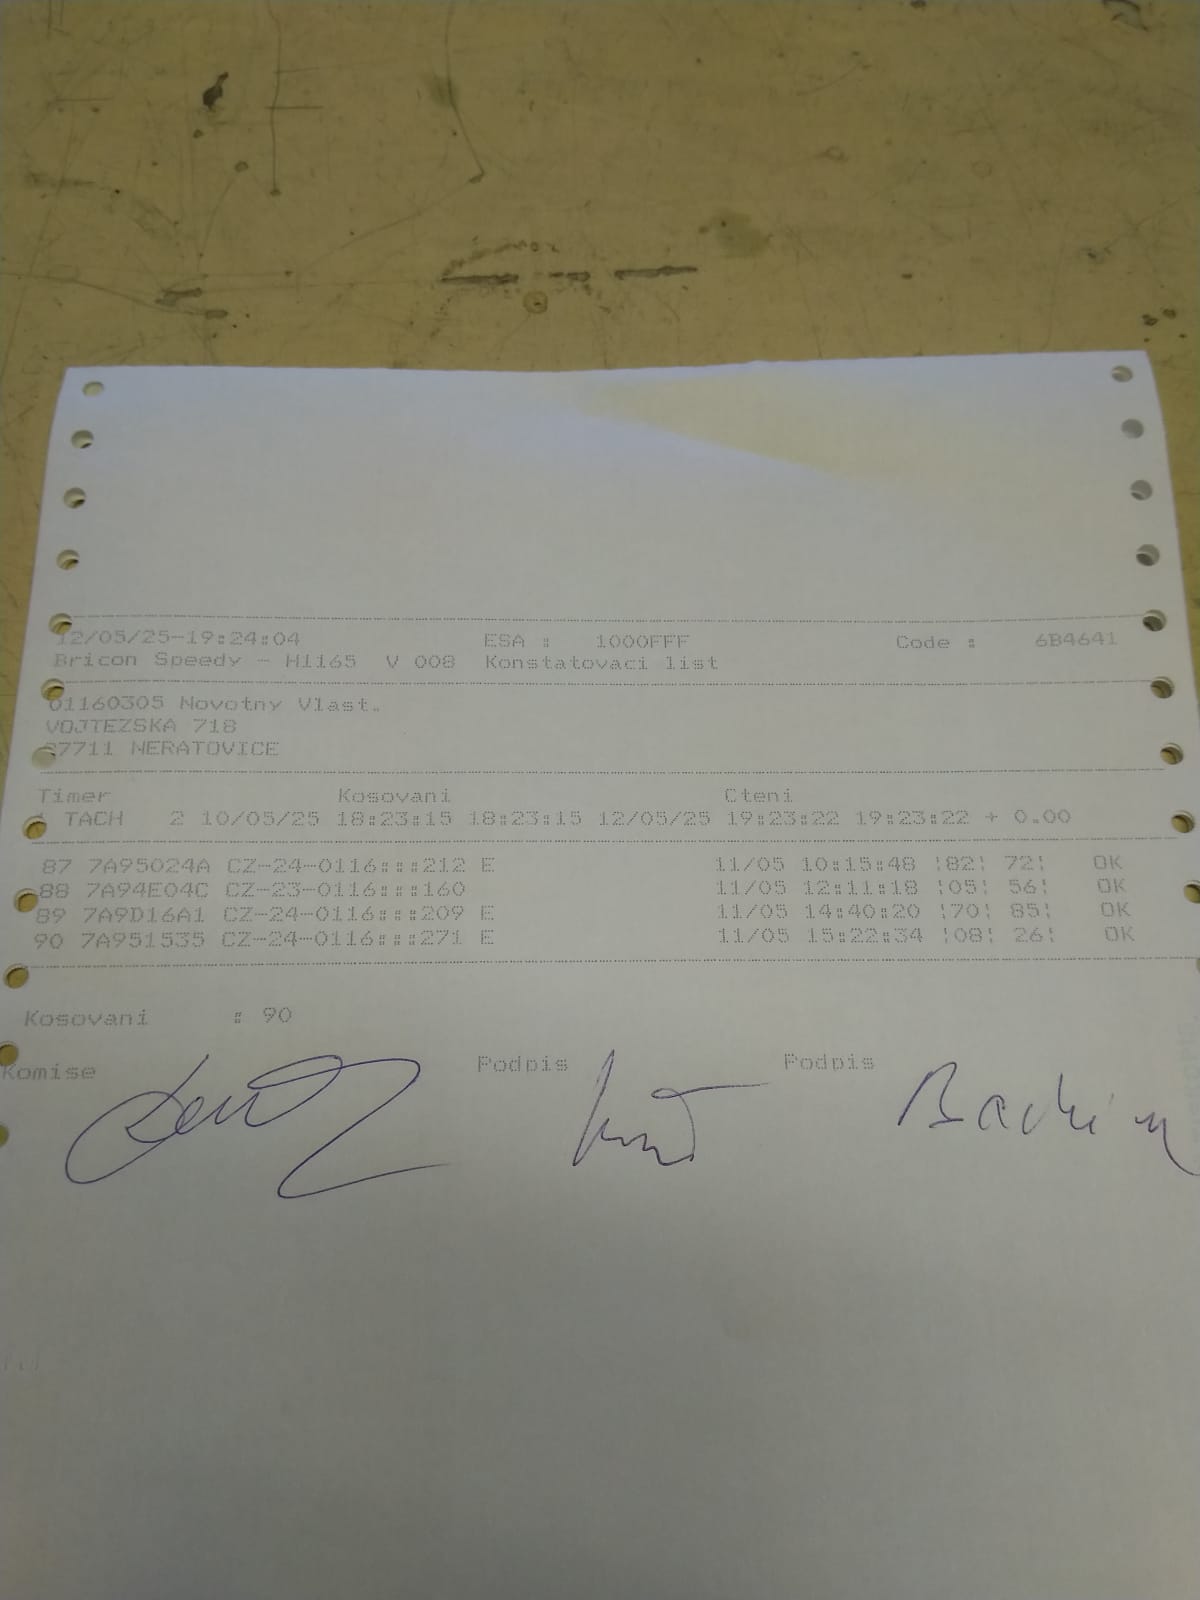 12/05/25-19:24:04 ESA : 1000FFF Code : 6B4641
Bricon Speedy - H1165 V 008 Konstatovaci list
01160305 Novotny Vlast.
VOJTEZSKA 718
27711 NERATOVICE
Timer Kosovani Cteni
TACH 2 10/05/25 18:23:15 18:23:15 12/05/25 19:23:22 19:23:22 + 0.00
87 7A95024A CZ-24-0116:::212 E 11/05 10:15:48 ¦82¦ 72¦ OK
88 7A94E04C CZ-23-0116:::160 11/05 12:11:18 ¦05¦ 56¦ OK
89 7A9D16A1 CZ-24-0116:::209 E 11/05 14:40:20 ¦70¦ 85¦ OK
90 7A951535 CZ-24-0116:::271 E 11/05 15:22:34 ¦08¦ 26¦ OK
Kosovani : 90
Komise Podpis Podpis